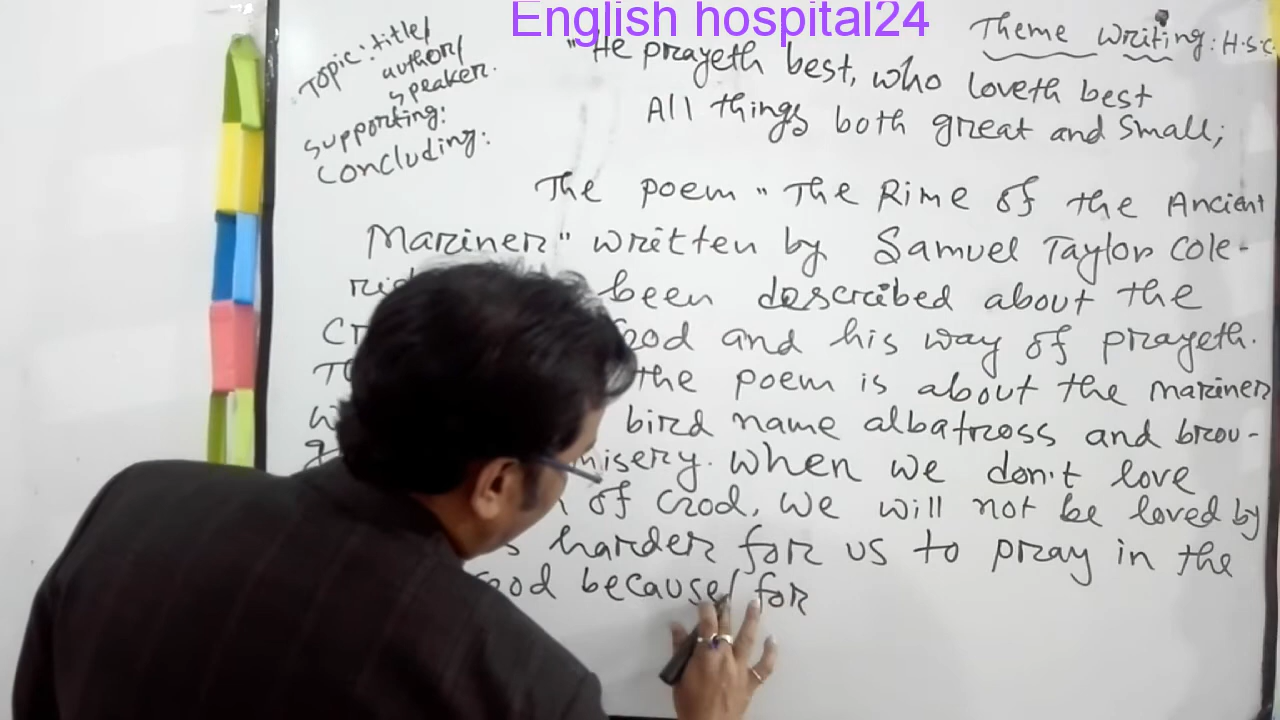 English hospital24
Theme writing: H.S.C
Topic: title/
author/
speaker.
supporting:
concluding:
"He prayeth best, who loveth best
All things both great and small;
The poem "The Rime of the Ancient
Mariner" written by Samuel Taylor Cole-
been described about the
God and his way of prayeth.
the poem is about the mariner
bird name albatross and brou-
misery. When we don't love
of God, we will not be loved by
harder for us to pray in the
God because/ for